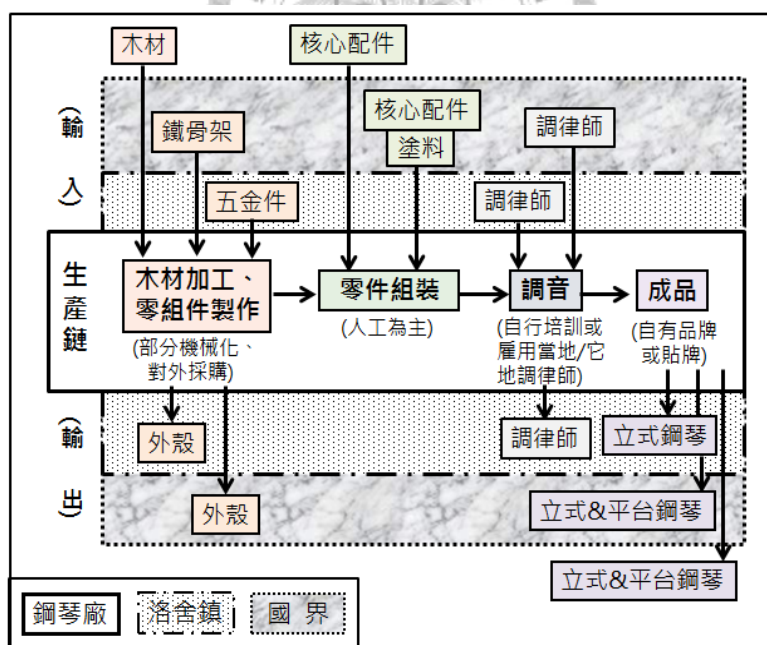 木材
核心配件
核心配件
塗料
調律師
鐵骨架
五金件
調律師
(輸入)
生產鏈
木材加工、
零組件製作
(部分機械化、
對外採購)
零件組裝
(人工為主)
調音
(自行培訓或
雇用當地/它
地調律師)
成品
(自有品牌
或貼牌)
(輸出)
外殼
調律師
立式鋼琴
外殼
立式&平台鋼琴
立式&平台鋼琴
鋼琴廠
洛舍鎮
國界